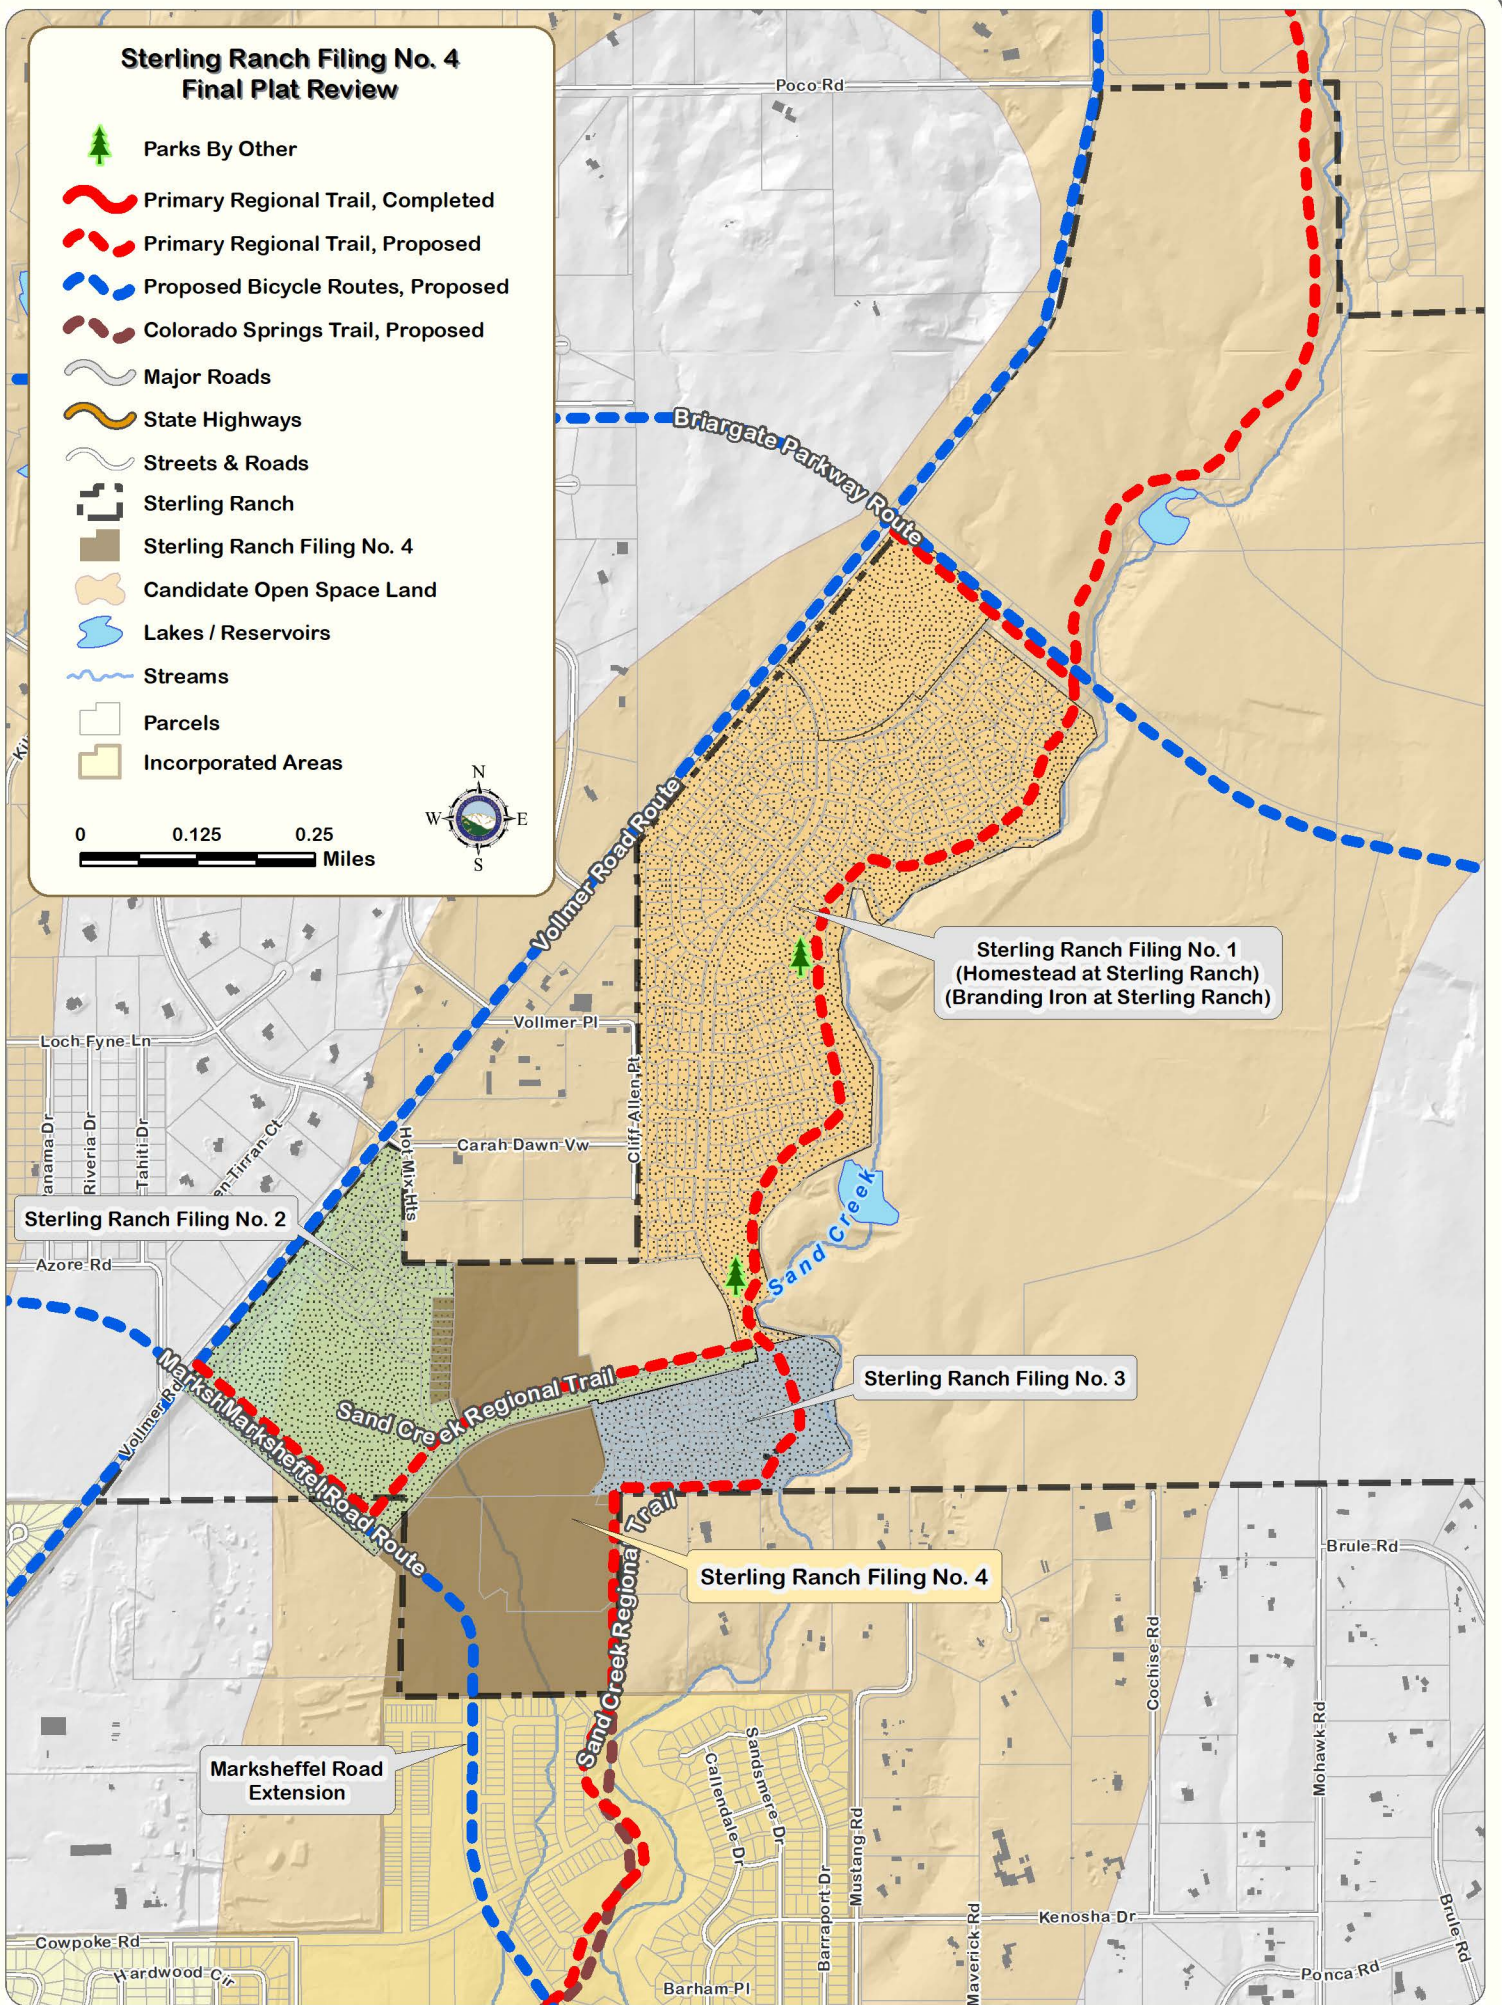 Sterling Ranch Filing No. 4
Final Plat Review
Parks By Other
Primary Regional Trail, Completed
Primary Regional Trail, Proposed
Proposed Bicycle Routes, Proposed
Colorado Springs Trail, Proposed
Major Roads
State Highways
Streets & Roads
Sterling Ranch
Sterling Ranch Filing No. 4
Candidate Open Space Land
Lakes / Reservoirs
Streams
Parcels
Incorporated Areas
N
W
E
S
0
0.125
0.25
Miles
Poco Rd
Briargate Parkway Route
Vollmer Road Route
Sterling Ranch Filing No. 1
(Homestead at Sterling Ranch)
(Branding Iron at Sterling Ranch)
Vollmer Pl
Loch Fyne Ln
Cliff Allen Pt
Carah Dawn Vw
Hot Mix Hts
Riveria Dr
Tahiti Dr
Sterling Ranch Filing No. 2
Azore Rd
Sand Creek
Sterling Ranch Filing No. 3
Sand Creek Regional Trail
Vollmer Rd
Marksheffel Road Route
Sand Creek Regional Trail
Sterling Ranch Filing No. 4
Brule Rd
Cochise Rd
Mohawk Rd
Marksheffel Road
Extension
Callendale Dr
Sandsmere Dr
Mustang Rd
Barraport Dr
Maverick Rd
Kenosha Dr
Brule Rd
Cowpoke Rd
Hardwood Cir
Barham Pl
Ponca Rd